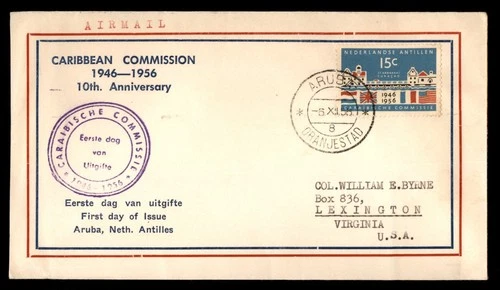 AIRMAIL
CARIBBEAN COMMISSION
1946—1956
10th. Anniversary
CARAIBISCHE COMMISSIE
Eerste dag
van
Uitgifte
1946-1956
Eerste dag van uitgifte
First day of Issue
Aruba, Neth. Antilles
ARUBA
ORANJESTAD
8
NEDERLANDSE ANTILLEN
15c
1946
1956
CARAIBISCHE COMMISSIE
COL.WILLIAM E.BYRNE
Box 836,
LEXINGTON
VIRGINIA
U.S.A.